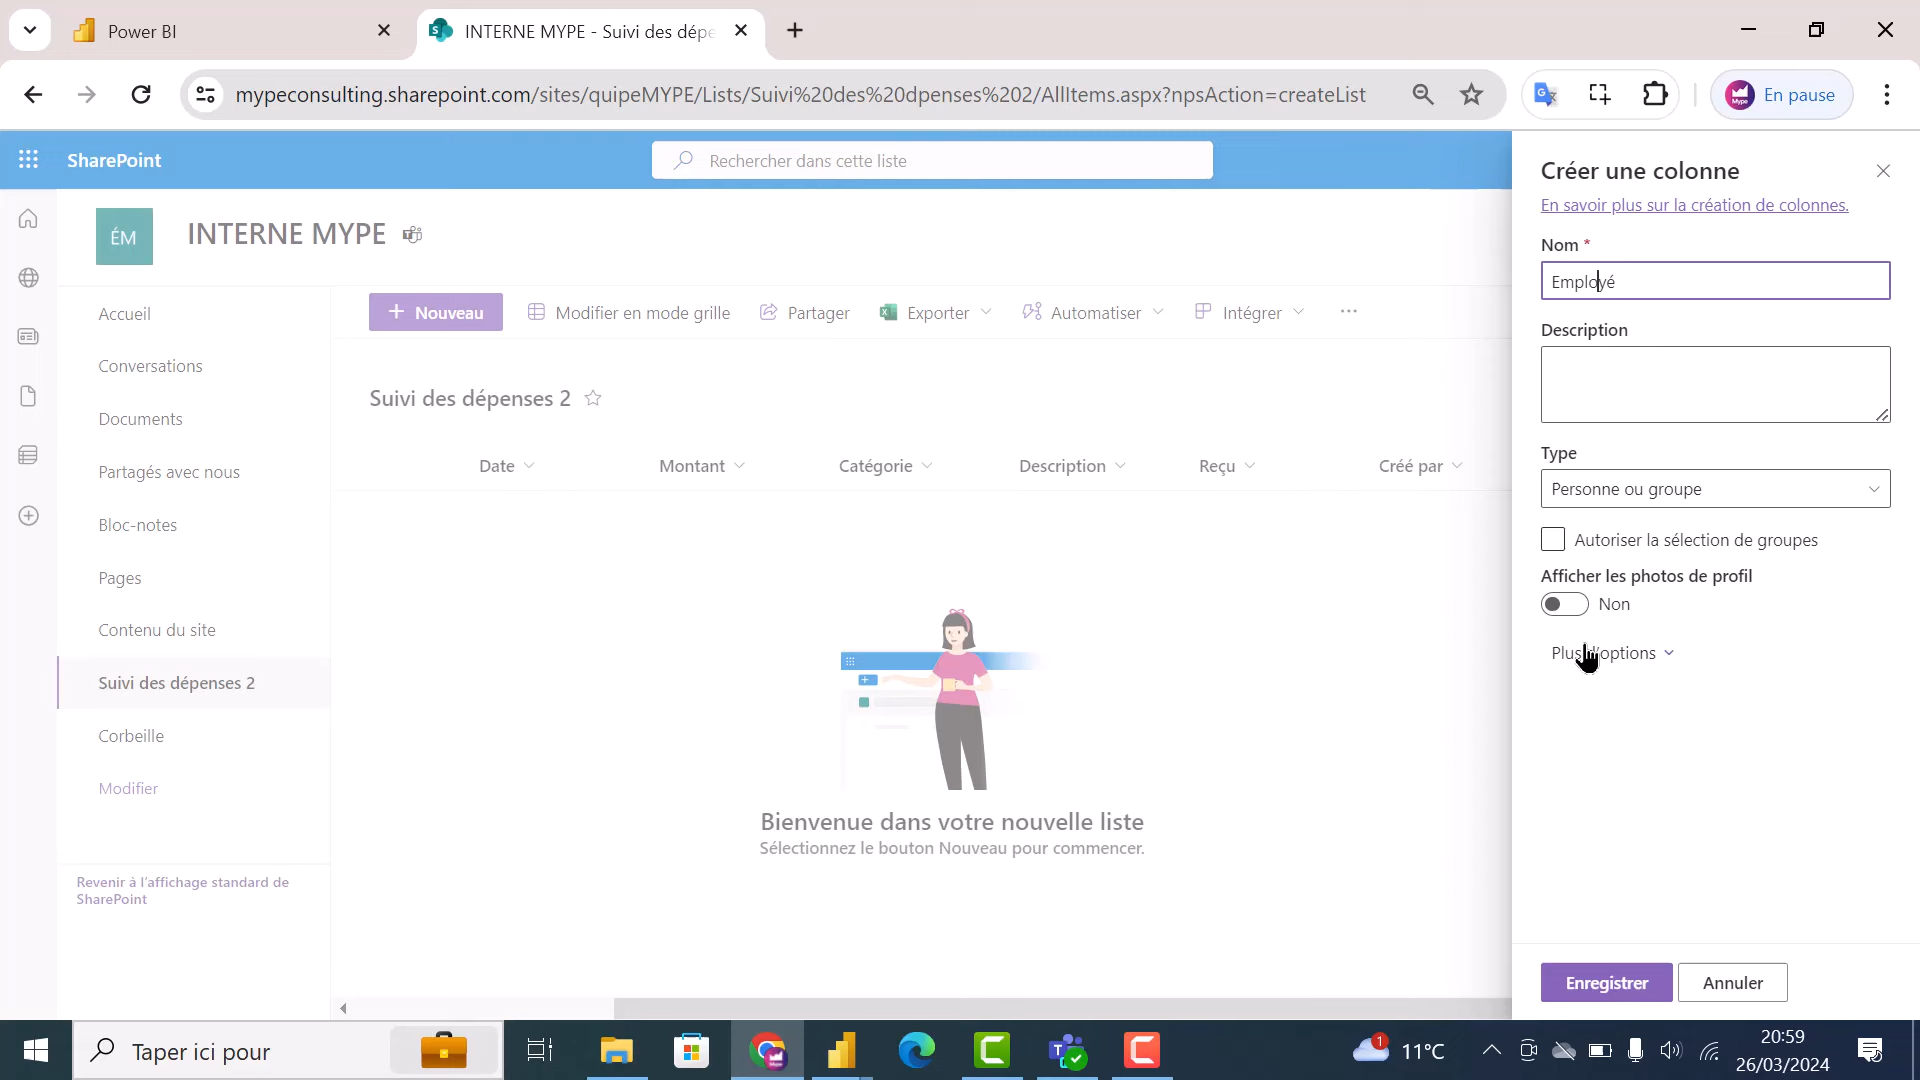 Power BI
INTERNE MYPE - Suivi des dépe
mypeconsulting.sharepoint.com/sites/quipeMYPE/Lists/Suivi%20des%20dpenses%202/AllItems.aspx?npsAction=createList
En pause
SharePoint
Rechercher dans cette liste
ÉM
INTERNE MYPE
Accueil
Conversations
Documents
Partagés avec nous
Bloc-notes
Pages
Contenu du site
Suivi des dépenses 2
Corbeille
Modifier
Revenir à l'affichage standard de
SharePoint
+ Nouveau
Modifier en mode grille
Partager
Exporter
Automatiser
Intégrer
...
Suivi des dépenses 2
Date
Montant
Catégorie
Description
Reçu
Créé par
Bienvenue dans votre nouvelle liste
Sélectionnez le bouton Nouveau pour commencer.
Créer une colonne
En savoir plus sur la création de colonnes.
Nom *
Employé
Description
Type
Personne ou groupe
Autoriser la sélection de groupes
Afficher les photos de profil
Non
Plus d'options
Enregistrer
Annuler
Taper ici pour
1
11°C
20:59
26/03/2024